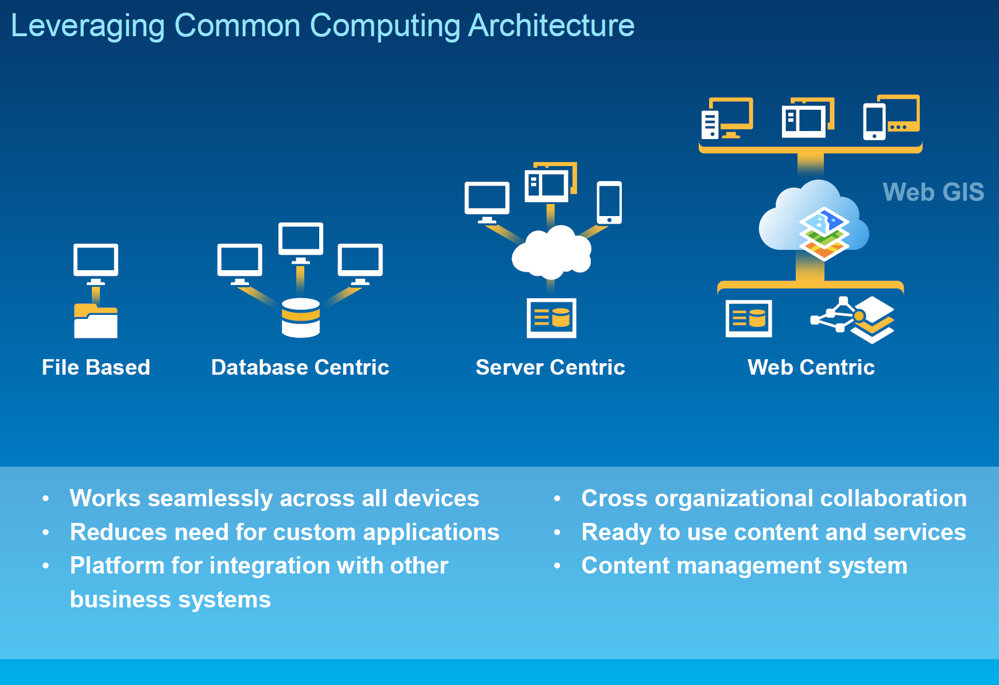 Leveraging Common Computing Architecture
Web GIS
File Based
Database Centric
Server Centric
Web Centric
• Works seamlessly across all devices
• Reduces need for custom applications
• Platform for integration with other
business systems
• Cross organizational collaboration
• Ready to use content and services
• Content management system